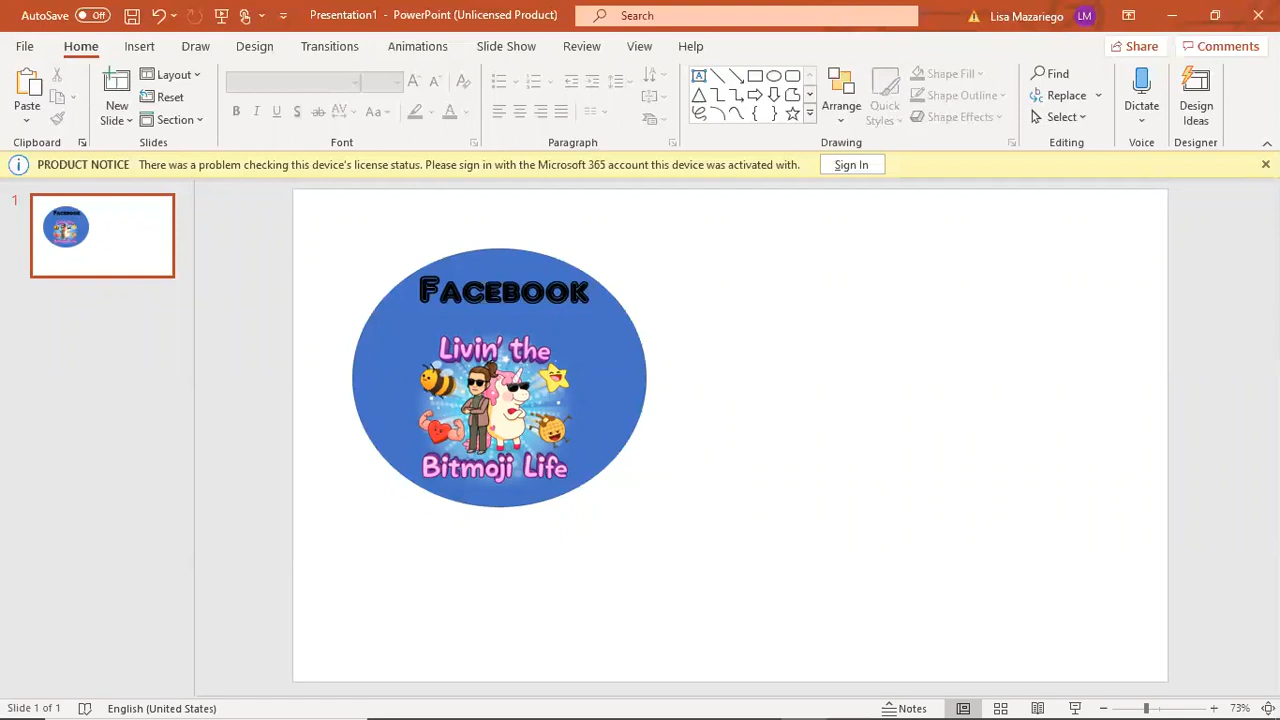 AutoSave Off Presentation1 - PowerPoint (Unlicensed Product) Search Lisa Mazariego LM
File Home Insert Draw Design Transitions Animations Slide Show Review View Help Share Comments
Paste New Slide Layout Reset Section B I U S ab AV Aa A A A A Arrange Quick Styles Shape Fill Shape Outline Shape Effects Find Replace Select Dictate Design Ideas
Clipboard Slides Font Paragraph Drawing Editing Voice Designer
PRODUCT NOTICE There was a problem checking this device's license status. Please sign in with the Microsoft 365 account this device was activated with. Sign In
1
Facebook
Facebook
Livin' the
Bitmoji Life
Slide 1 of 1 English (United States) Notes 73%